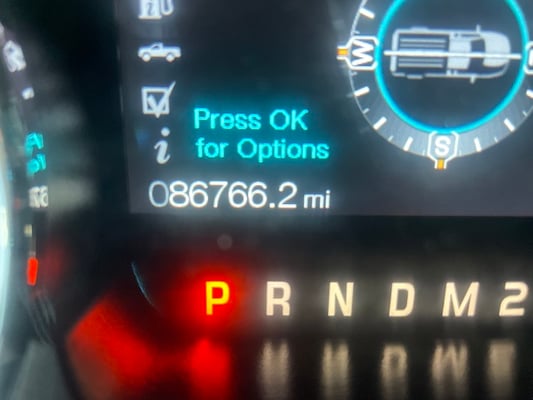 W
Press OK
for Options
S
086766.2 mi
P R N D M 2